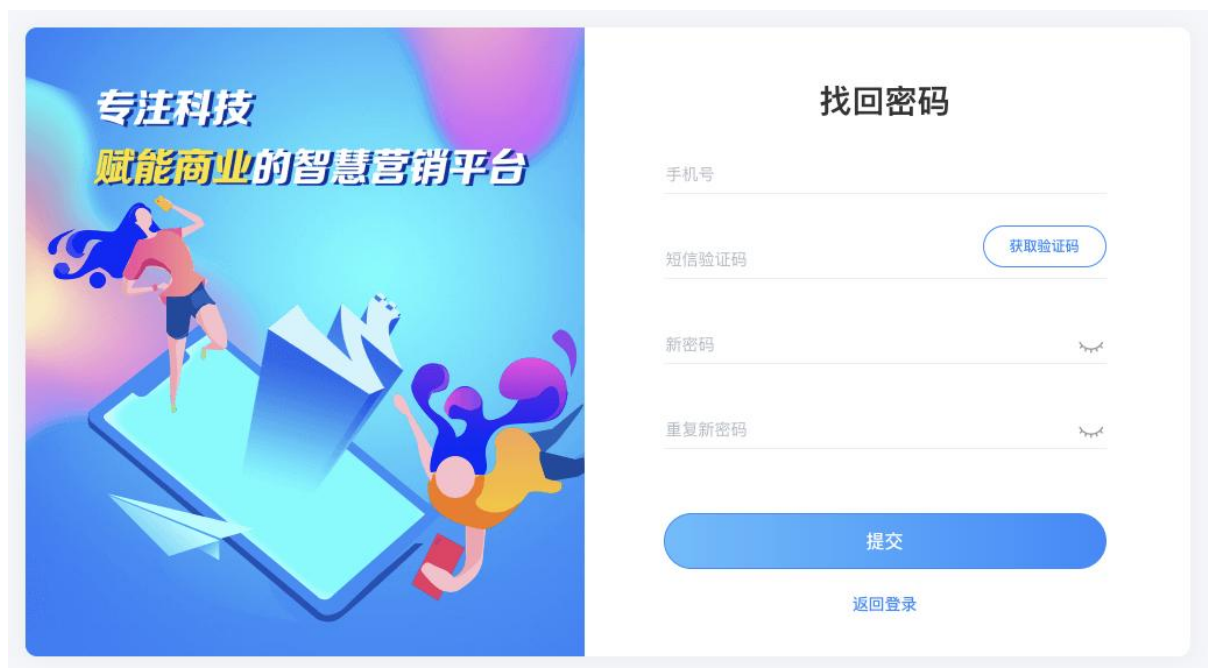 专注科技
赋能商业的智慧营销平台
找回密码
手机号
短信验证码
获取验证码
新密码
重复新密码
提交
返回登录